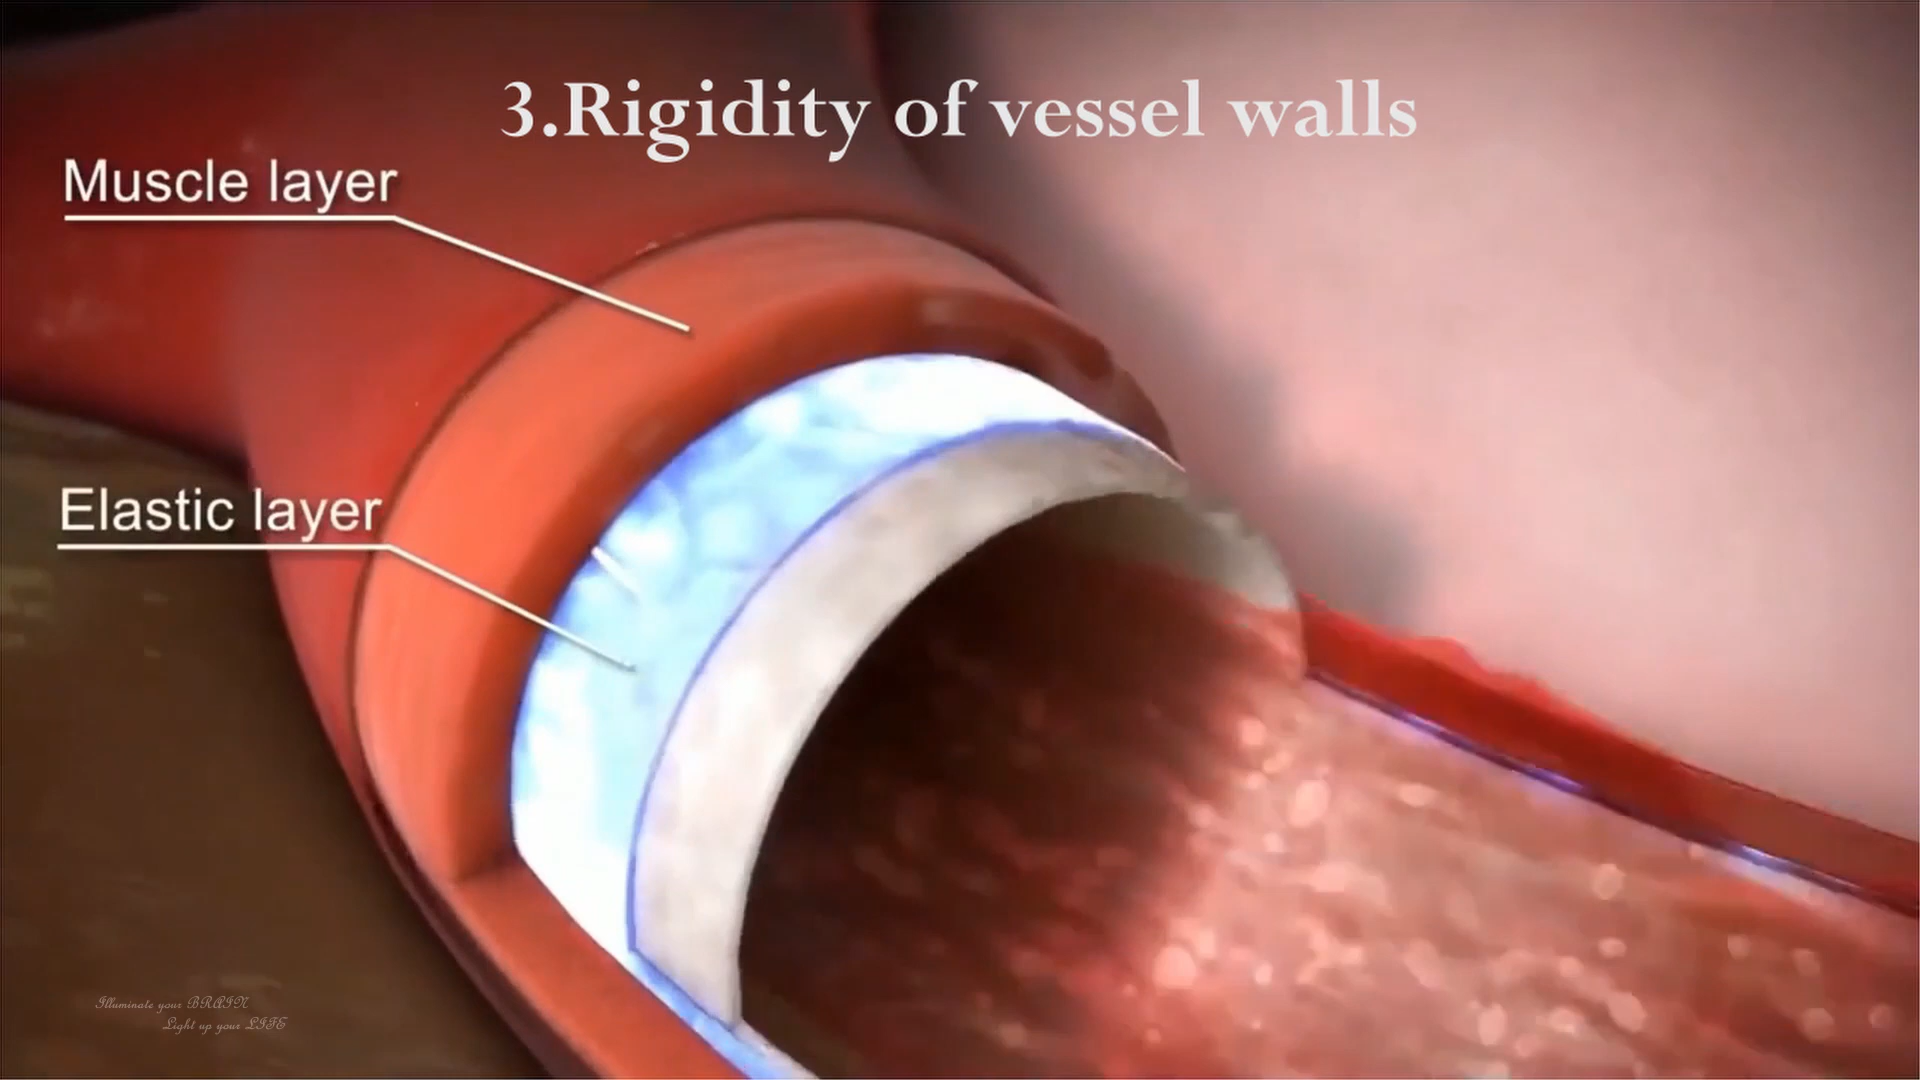 3.Rigidity of vessel walls
Muscle layer
Elastic layer
Illuminate your BRAIN
Light up your LIFE